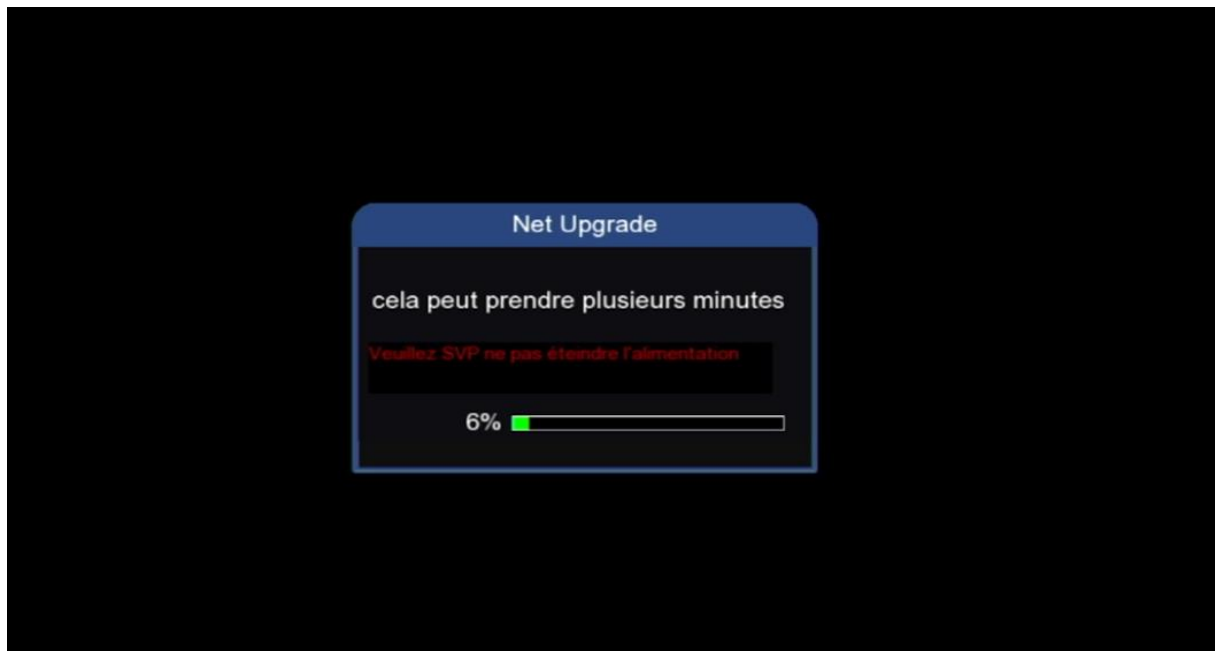 Net Upgrade
cela peut prendre plusieurs minutes
Veuillez SVP ne pas éteindre l'alimentation
6%